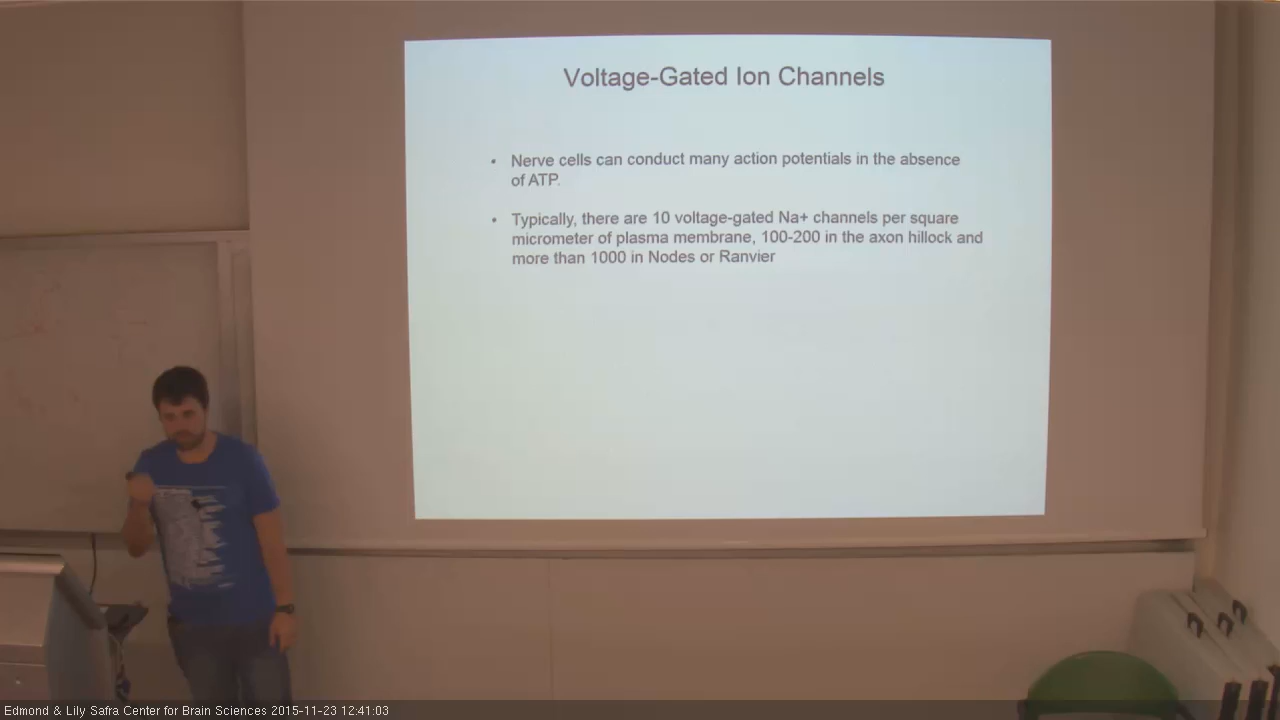 Voltage-Gated Ion Channels
• Nerve cells can conduct many action potentials in the absence
of ATP.
• Typically, there are 10 voltage-gated Na+ channels per square
micrometer of plasma membrane, 100-200 in the axon hillock and
more than 1000 in Nodes or Ranvier
Edmond & Lily Safra Center for Brain Sciences 2015-11-23 12:41:03